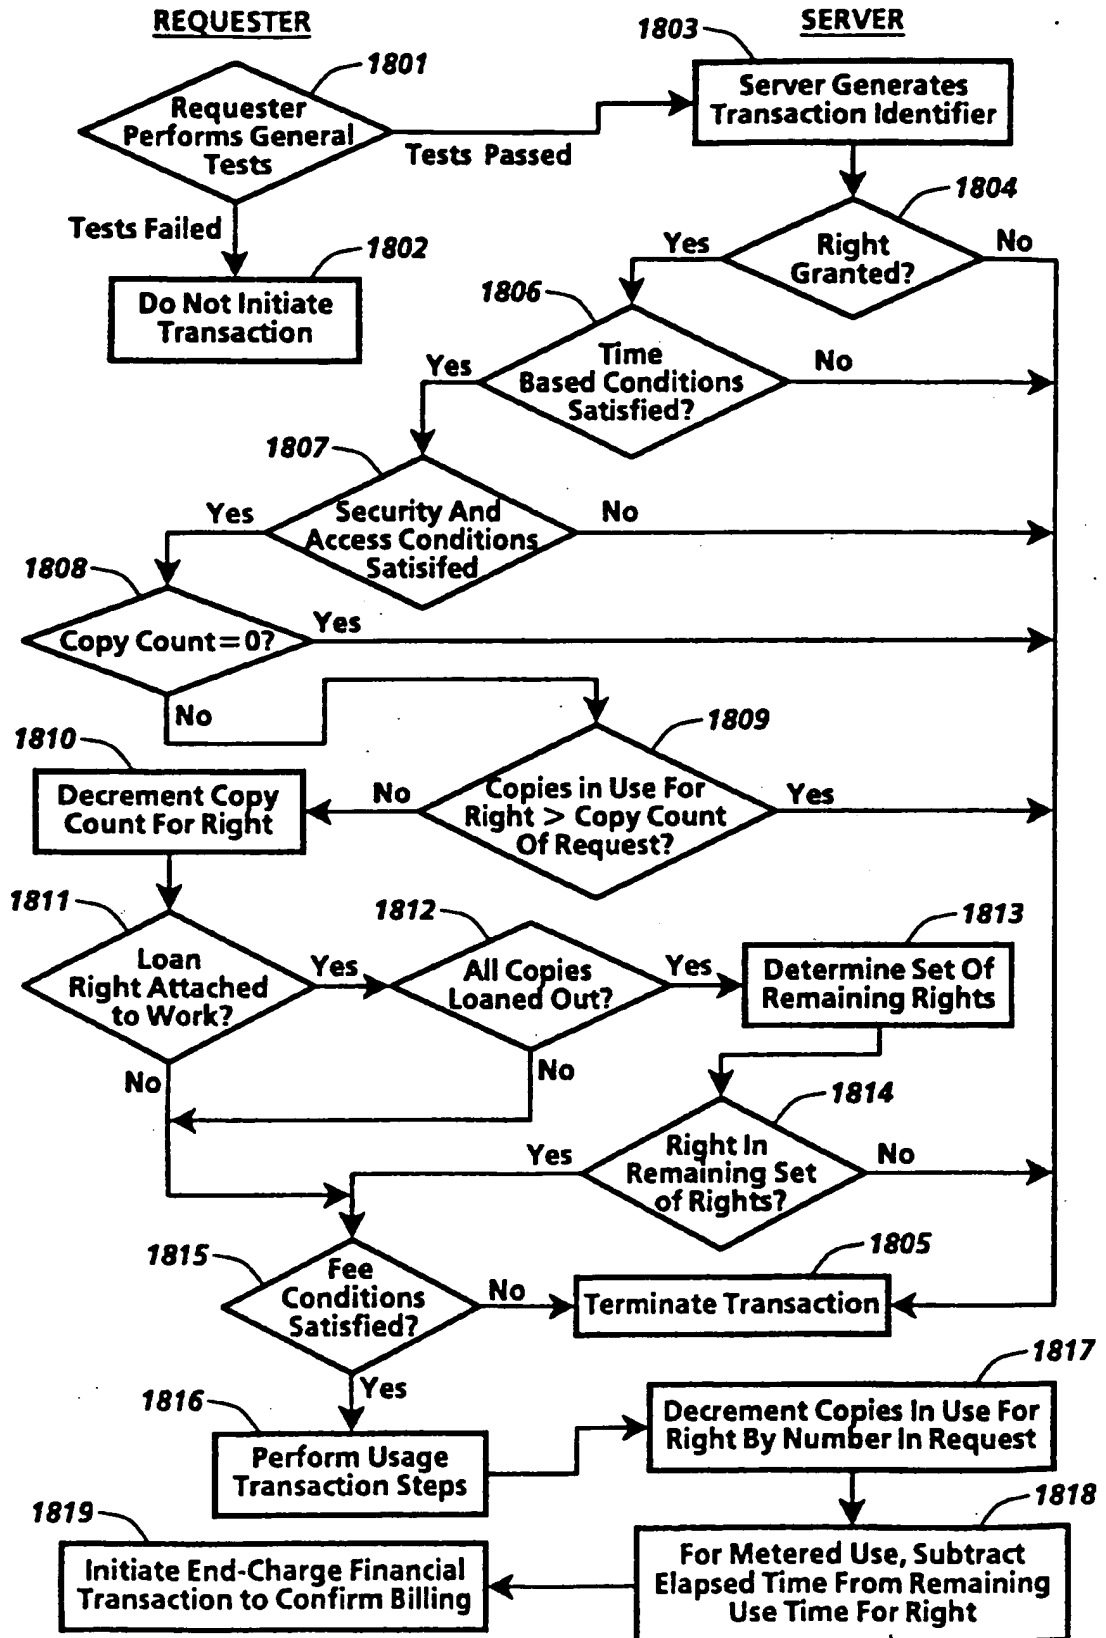 REQUESTER
SERVER
1801
1803
Requester
Performs General
Tests
Tests Passed
Server Generates
Transaction Identifier
Tests Failed
1802
Do Not Initiate
Transaction
1804
Right
Granted?
Yes
No
1806
Time
Based Conditions
Satisfied?
Yes
No
1807
Security And
Access Conditions
Satisifed
Yes
No
1808
Copy Count=0?
Yes
No
1809
Copies in Use For
Right > Copy Count
Of Request?
No
Yes
1810
Decrement Copy
Count For Right
1811
Loan
Right Attached
to Work?
Yes
No
1812
All Copies
Loaned Out?
Yes
No
1813
Determine Set Of
Remaining Rights
1814
Right In
Remaining Set
of Rights?
Yes
No
1815
Fee
Conditions
Satisfied?
No
Yes
1805
Terminate Transaction
1816
Perform Usage
Transaction Steps
1817
Decrement Copies In Use For
Right By Number In Request
1818
For Metered Use, Subtract
Elapsed Time From Remaining
Use Time For Right
1819
Initiate End-Charge Financial
Transaction to Confirm Billing